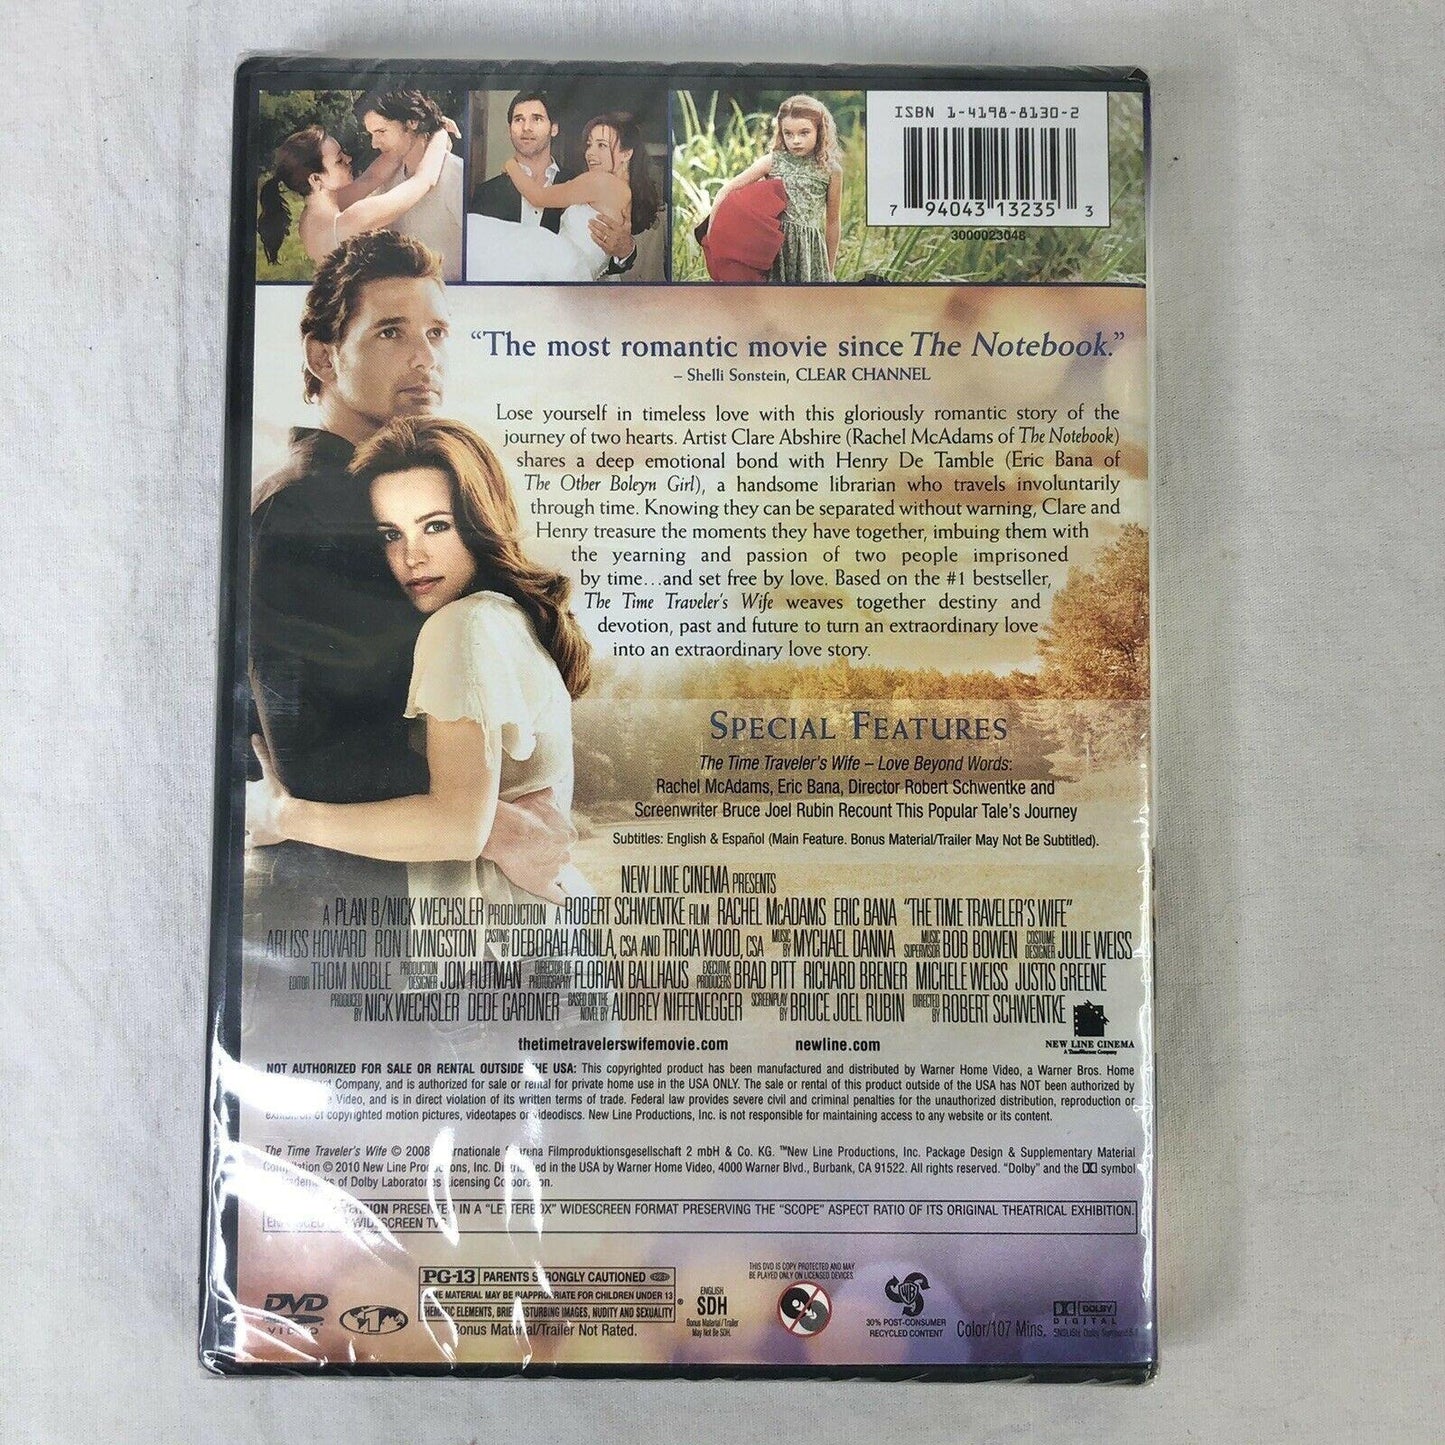 ISBN 1-4198-8130-2
7 94043 13235 3
3000023048
“The most romantic movie since The Notebook.”
– Shelli Sonstein, CLEAR CHANNEL
Lose yourself in timeless love with this gloriously romantic story of the
journey of two hearts. Artist Clare Abshire (Rachel McAdams of The Notebook)
shares a deep emotional bond with Henry De Tamble (Eric Bana of
The Other Boleyn Girl), a handsome librarian who travels involuntarily
through time. Knowing they can be separated without warning, Clare and
Henry treasure the moments they have together, imbuing them with
the yearning and passion of two people imprisoned
by time...and set free by love. Based on the #1 bestseller,
The Time Traveler's Wife weaves together destiny and
devotion, past and future to turn an extraordinary love
into an extraordinary love story.
SPECIAL FEATURES
The Time Traveler's Wife – Love Beyond Words:
Rachel McAdams, Eric Bana, Director Robert Schwentke and
Screenwriter Bruce Joel Rubin Recount This Popular Tale's Journey
Subtitles: English & Español (Main Feature. Bonus Material/Trailer May Not Be Subtitled).
NEW LINE CINEMA PRESENTS
A PLAN B/NICK WECHSLER PRODUCTION A ROBERT SCHWENTKE FILM RACHEL McADAMS ERIC BANA “THE TIME TRAVELER'S WIFE”
ARLISS HOWARD RON LIVINGSTON CASTING BY DEBORAH AQUILA, CSA AND TRICIA WOOD, CSA MUSIC BY MYCHAEL DANNA MUSIC SUPERVISOR BOB BOWEN COSTUME DESIGNER JULIE WEISS
EDITOR THOM NOBLE PRODUCTION DESIGNER JON HUTMAN DIRECTOR OF PHOTOGRAPHY FLORIAN BALLHAUS EXECUTIVE PRODUCERS BRAD PITT RICHARD BRENER MICHELE WEISS JUSTIS GREENE
PRODUCED BY NICK WECHSLER DEDE GARDNER BASED ON THE NOVEL BY AUDREY NIFFENEGGER SCREENPLAY BY BRUCE JOEL RUBIN DIRECTED BY ROBERT SCHWENTKE
NEW LINE CINEMA
A TimeWarner Company
thetimetravelerswifemovie.com newline.com
NOT AUTHORIZED FOR SALE OR RENTAL OUTSIDE THE USA: This copyrighted product has been manufactured and distributed by Warner Home Video, a Warner Bros. Home
Company, and is authorized for sale or rental for private home use in the USA ONLY. The sale or rental of this product outside of the USA has NOT been authorized by
Video, and is in direct violation of its written terms of trade. Federal law provides severe civil and criminal penalties for the unauthorized distribution, reproduction or
exhibition of copyrighted motion pictures, videotapes or videodiscs. New Line Productions, Inc. is not responsible for maintaining access to any website or its content.
The Time Traveler's Wife © 2008 Internationale Filmproduktionsgesellschaft 2 mbH & Co. KG. ™New Line Productions, Inc. Package Design & Supplementary Material
Compilation © 2010 New Line Productions, Inc. Distributed in the USA by Warner Home Video, 4000 Warner Blvd., Burbank, CA 91522. All rights reserved. “Dolby” and the DD symbol
trademarks of Dolby Laboratories Licensing Corporation.
VERSION PRESENTED IN A “LETTERBOX” WIDESCREEN FORMAT PRESERVING THE “SCOPE” ASPECT RATIO OF ITS ORIGINAL THEATRICAL EXHIBITION.
ENHANCED FOR WIDESCREEN TVS
DVD
VIDEO
1
PG-13 PARENTS STRONGLY CAUTIONED
SOME MATERIAL MAY BE INAPPROPRIATE FOR CHILDREN UNDER 13
THEMATIC ELEMENTS, BRIEF DISTURBING IMAGES, NUDITY AND SEXUALITY
Bonus Material/Trailer Not Rated.
ENGLISH
SDH
Bonus Material/Trailer
May Not Be SDH.
THIS DVD IS COPY PROTECTED AND MAY
BE PLAYED ONLY ON LICENSED DEVICES.
WB
30% POST-CONSUMER
RECYCLED CONTENT
Color/107 Mins.
DOLBY
DIGITAL